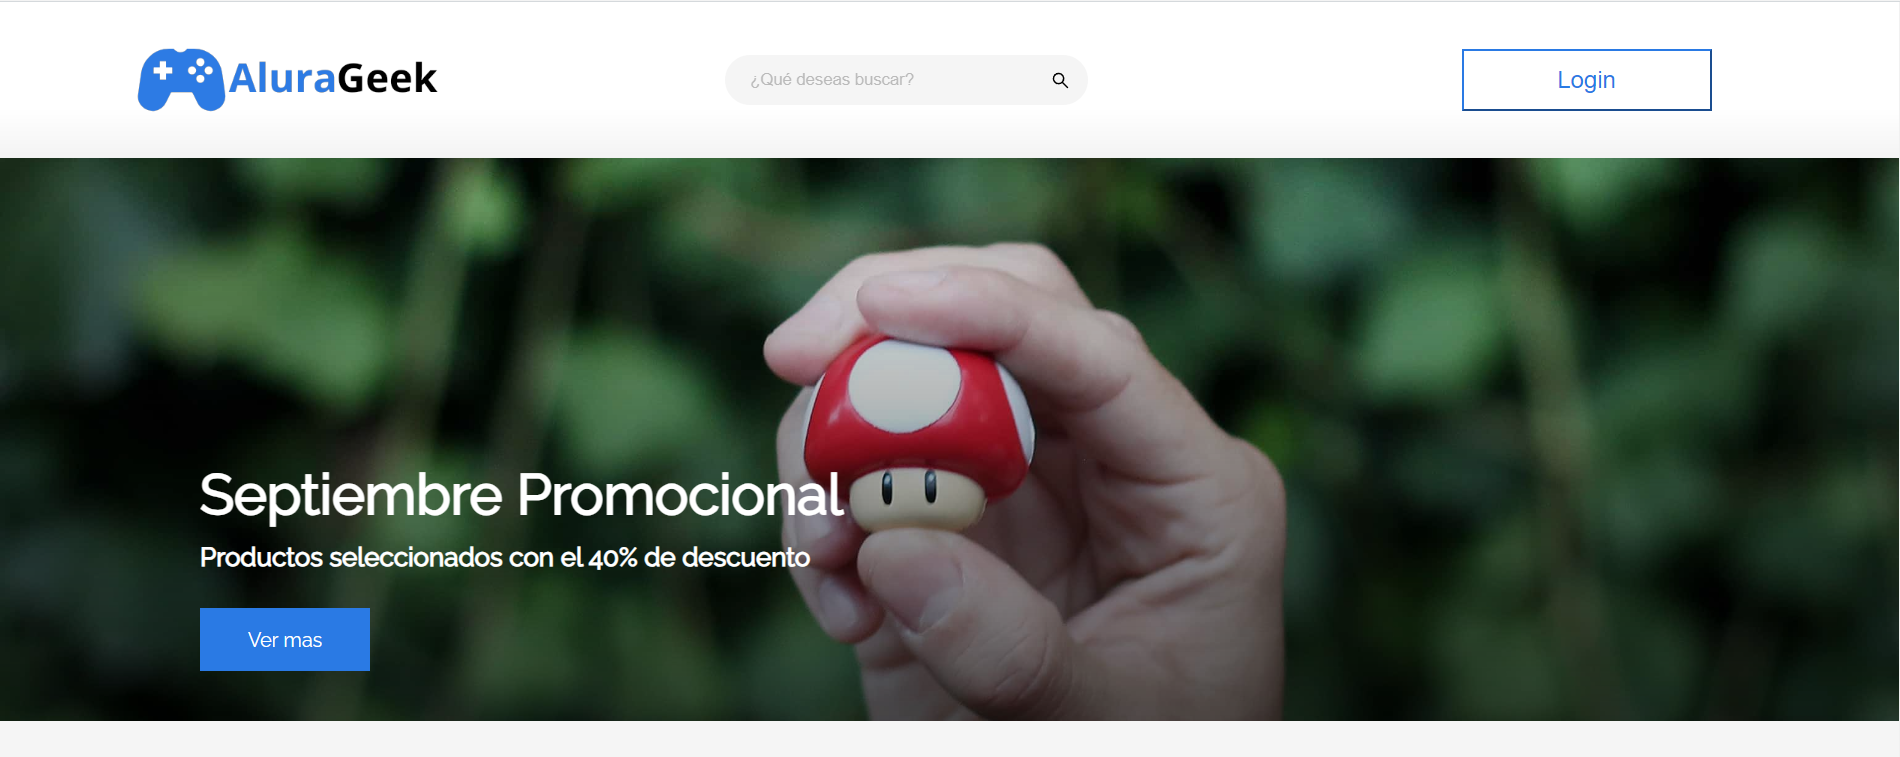 AluraGeek
¿Qué deseas buscar?
Login
Septiembre Promocional
Productos seleccionados con el 40% de descuento
Ver mas